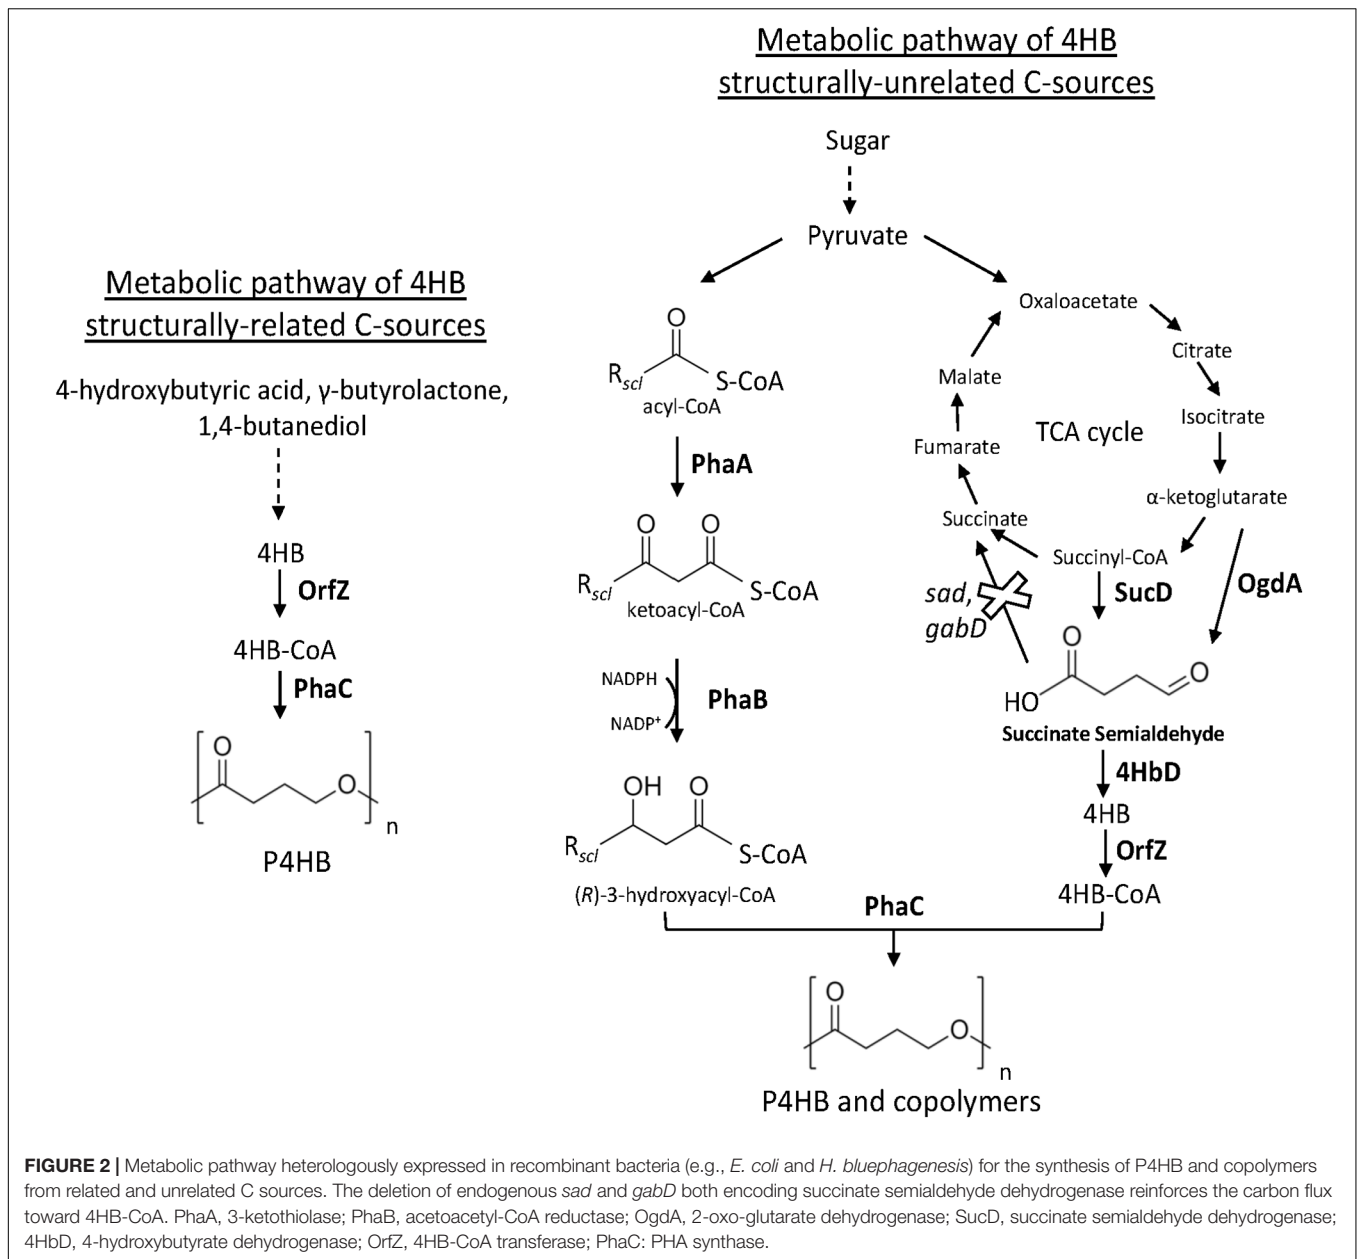 Metabolic pathway of 4HB
structurally-unrelated C-sources
Sugar
Pyruvate
Metabolic pathway of 4HB
structurally-related C-sources
4-hydroxybutyric acid, γ-butyrolactone,
1,4-butanediol
4HB
OrfZ
4HB-CoA
PhaC
O
O
n
P4HB
O
Rscl
S-CoA
acyl-CoA
PhaA
O
O
Rscl
S-CoA
ketoacyl-CoA
NADPH
PhaB
NADP+
OH
O
Rscl
S-CoA
(R)-3-hydroxyacyl-CoA
Oxaloacetate
Citrate
Malate
Isocitrate
TCA cycle
Fumarate
α-ketoglutarate
Succinate
Succinyl-CoA
sad,
gabD
SucD
OgdA
O
HO
O
Succinate Semialdehyde
4HbD
4HB
OrfZ
4HB-CoA
PhaC
O
O
n
P4HB and copolymers
FIGURE 2 | Metabolic pathway heterologously expressed in recombinant bacteria (e.g., E. coli and H. bluephagenesis) for the synthesis of P4HB and copolymers
from related and unrelated C sources. The deletion of endogenous sad and gabD both encoding succinate semialdehyde dehydrogenase reinforces the carbon flux
toward 4HB-CoA. PhaA, 3-ketothiolase; PhaB, acetoacetyl-CoA reductase; OgdA, 2-oxo-glutarate dehydrogenase; SucD, succinate semialdehyde dehydrogenase;
4HbD, 4-hydroxybutyrate dehydrogenase; OrfZ, 4HB-CoA transferase; PhaC: PHA synthase.